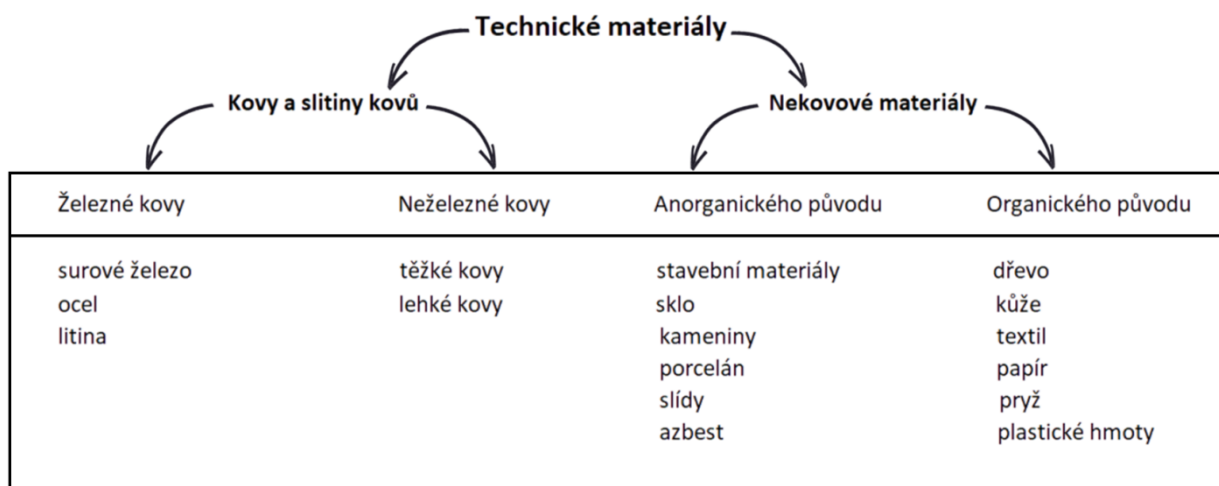 Technické materiály
Kovy a slitiny kovů
Nekovové materiály
Železné kovy
Neželezné kovy
Anorganického původu
Organického původu
surové železo
ocel
litina
těžké kovy
lehké kovy
stavební materiály
sklo
kameniny
porcelán
slídy
azbest
dřevo
kůže
textil
papír
pryž
plastické hmoty